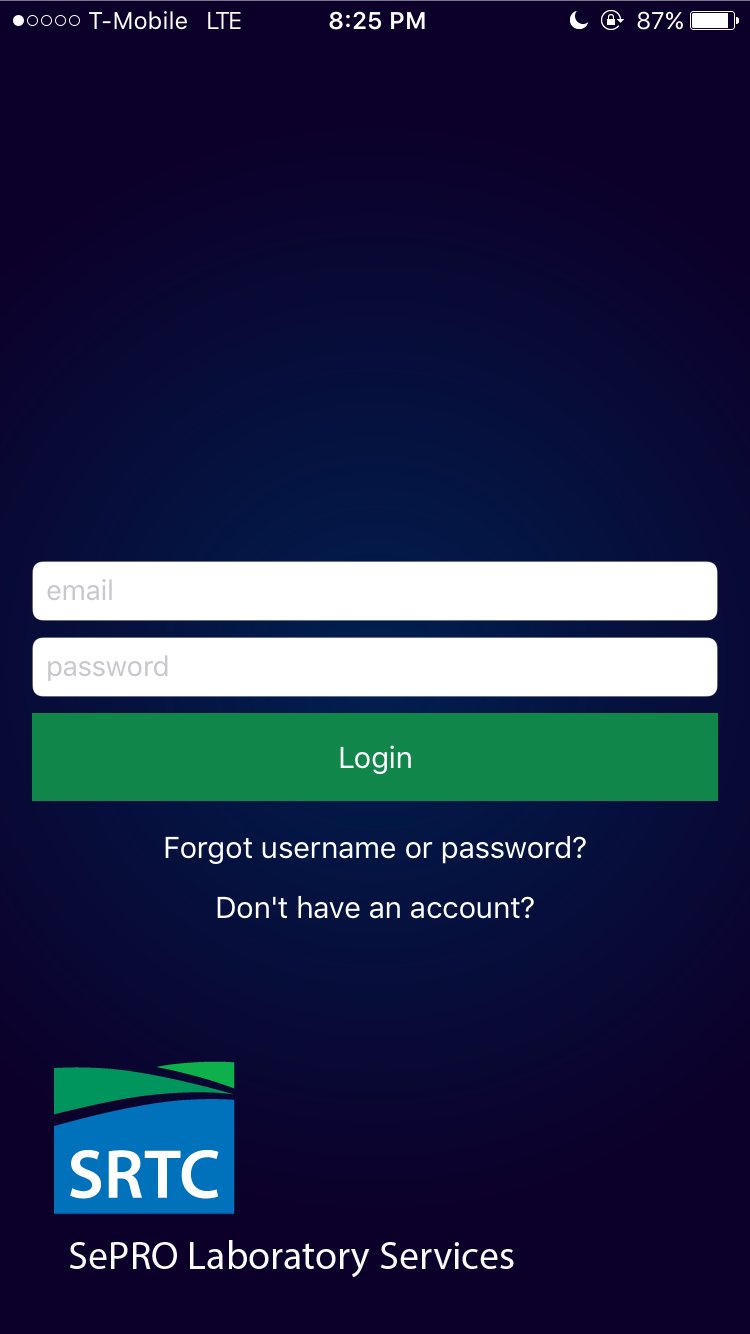 T-Mobile LTE 8:25 PM 87%
email
password
Login
Forgot username or password?
Don't have an account?
SRTC
SePRO Laboratory Services